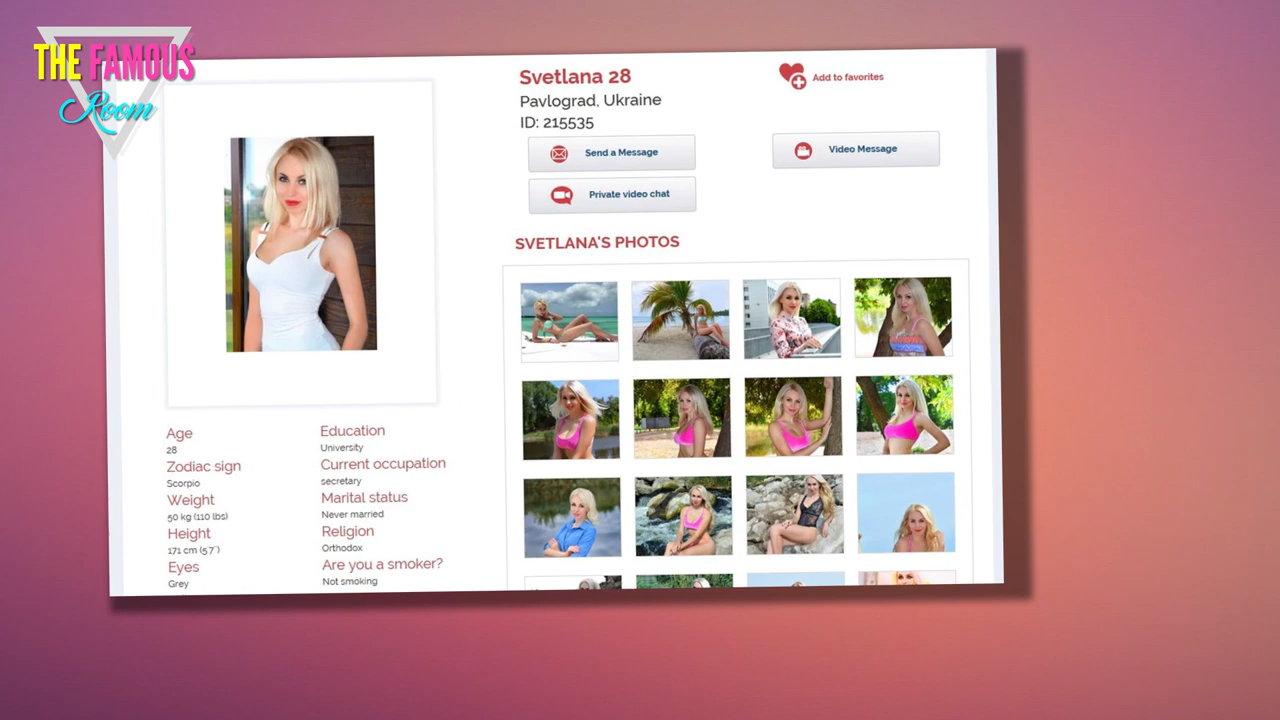 THE FAMOUS
Room
Svetlana 28
Pavlograd, Ukraine
ID: 215535
Add to favorites
Send a Message
Video Message
Private video chat
SVETLANA'S PHOTOS
Age
28
Zodiac sign
Scorpio
Weight
50 kg (110 lbs)
Height
171 cm (5'7")
Eyes
Grey
Education
University
Current occupation
secretary
Marital status
Never married
Religion
Orthodox
Are you a smoker?
Not smoking